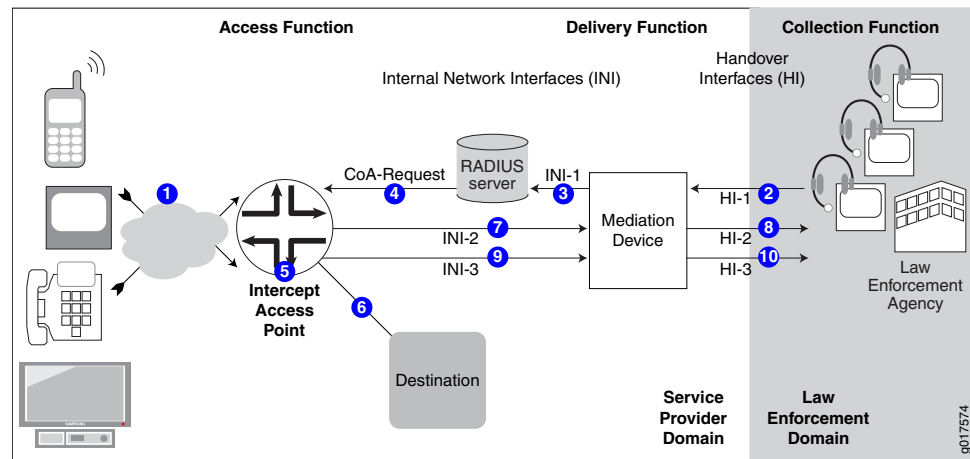 Access Function
Delivery Function
Collection Function
Internal Network Interfaces (INI)
Handover
Interfaces (HI)
RADIUS
server
CoA-Request
INI-1
HI-1
1
4
3
2
Mediation
Device
7
INI-2
8
HI-2
9
INI-3
10
HI-3
5
Intercept
Access
Point
6
Destination
Law
Enforcement
Agency
SAMSUNG
Service
Provider
Domain
Law
Enforcement
Domain
g017574